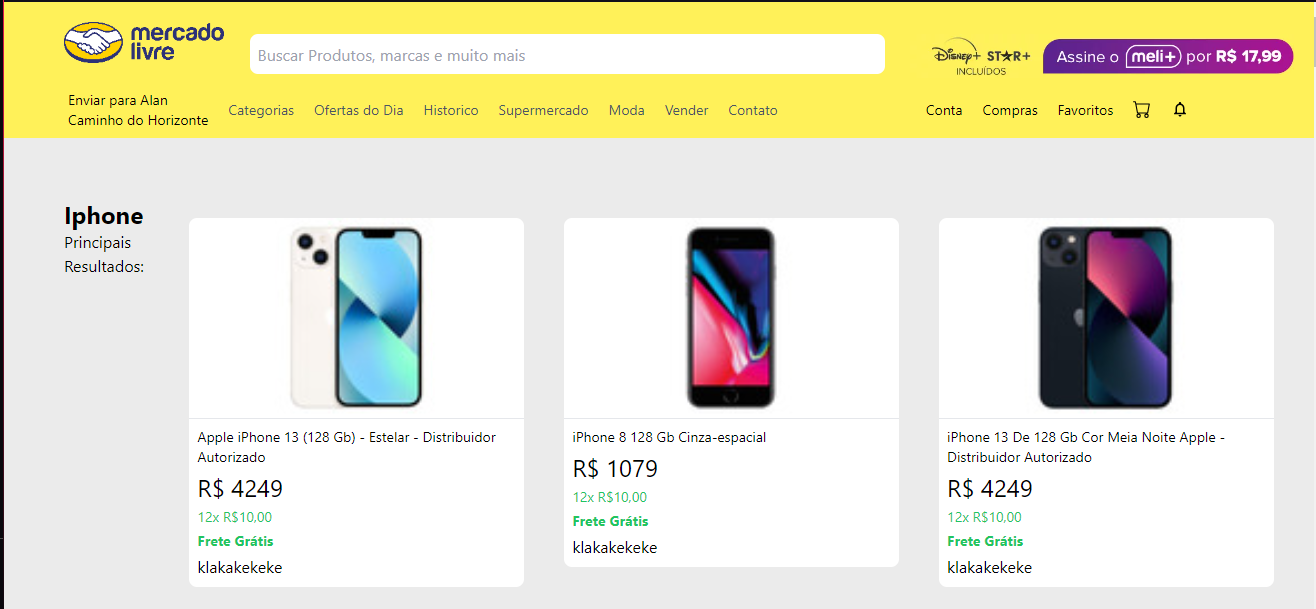 mercado
livre
Buscar Produtos, marcas e muito mais
Disney+ STAR+
INCLUÍDOS
Assine o meli+ por R$ 17,99
Enviar para Alan
Caminho do Horizonte
Categorias Ofertas do Dia Historico Supermercado Moda Vender Contato
Conta Compras Favoritos
Iphone
Principais
Resultados:
Apple iPhone 13 (128 Gb) - Estelar - Distribuidor
Autorizado
R$ 4249
12x R$10,00
Frete Grátis
klakakekeke
iPhone 8 128 Gb Cinza-espacial
R$ 1079
12x R$10,00
Frete Grátis
klakakekeke
iPhone 13 De 128 Gb Cor Meia Noite Apple -
Distribuidor Autorizado
R$ 4249
12x R$10,00
Frete Grátis
klakakekeke